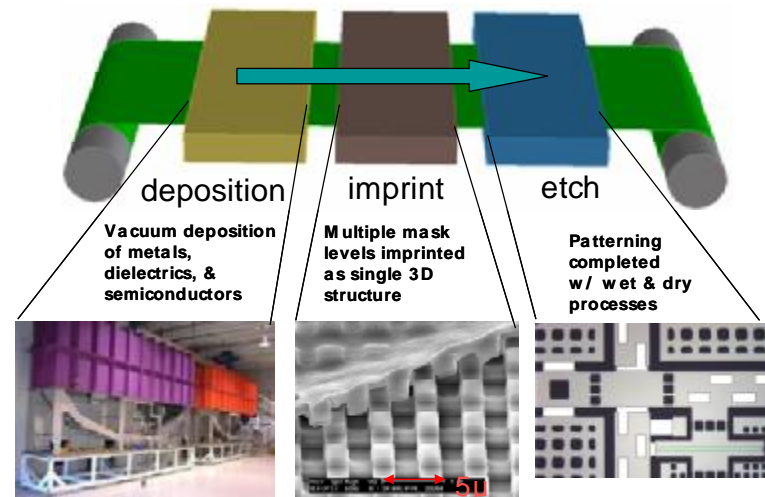 deposition
imprint
etch
Vacuum deposition
of metals,
dielectrics, &
semiconductors
Multiple mask
levels imprinted
as single 3D
structure
Patterning
completed
w/ wet & dry
processes
5u